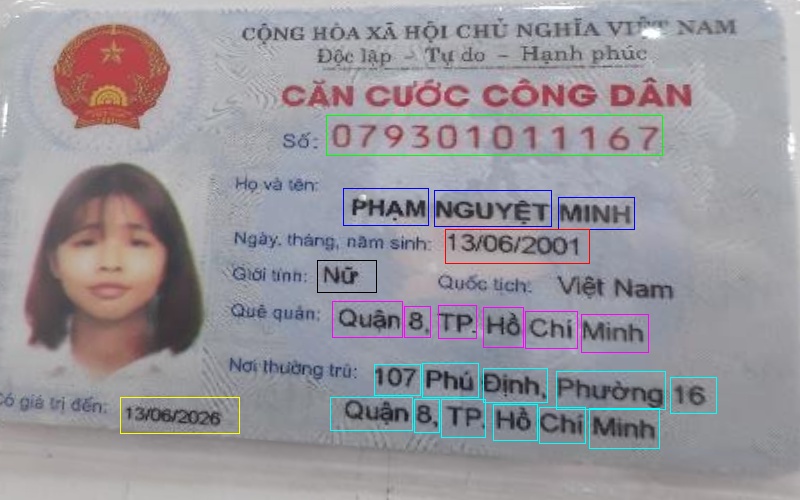 CỘNG HÒA XÃ HỘI CHỦ NGHĨA VIỆT NAM
Độc lập - Tự do - Hạnh phúc
CĂN CƯỚC CÔNG DÂN
Số: 079301011167
Họ và tên:
PHẠM NGUYỆT MINH
Ngày, tháng, năm sinh: 13/06/2001
Giới tính: Nữ Quốc tịch: Việt Nam
Quê quán: Quận 8, TP. Hồ Chí Minh
Nơi thường trú: 107 Phú Định, Phường 16
Quận 8, TP. Hồ Chí Minh
Có giá trị đến: 13/06/2026